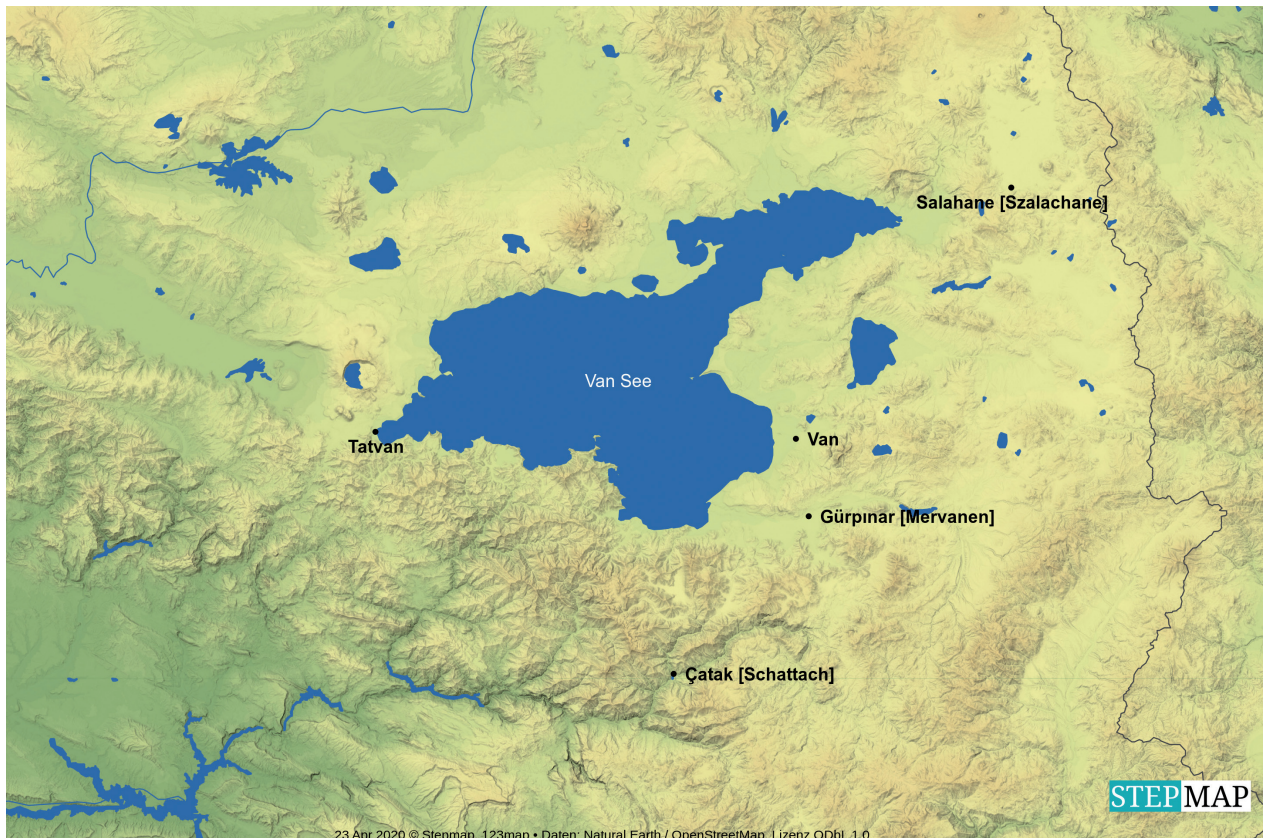 Salahane [Szalachane]
Van See
Van
Tatvan
Gürpınar [Mervanen]
Çatak [Schattach]
STEPMAP
23 Apr 2020 © Stepmap, 123map • Daten: Natural Earth / OpenStreetMap, Lizenz ODbL 1.0